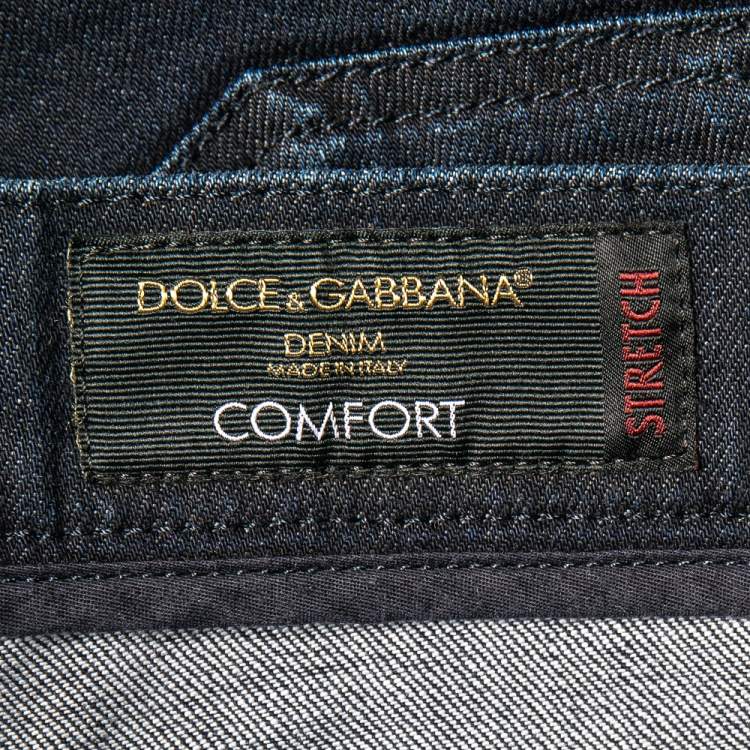 DOLCE & GABBANA®
DENIM
MADE IN ITALY
COMFORT
STRETCH